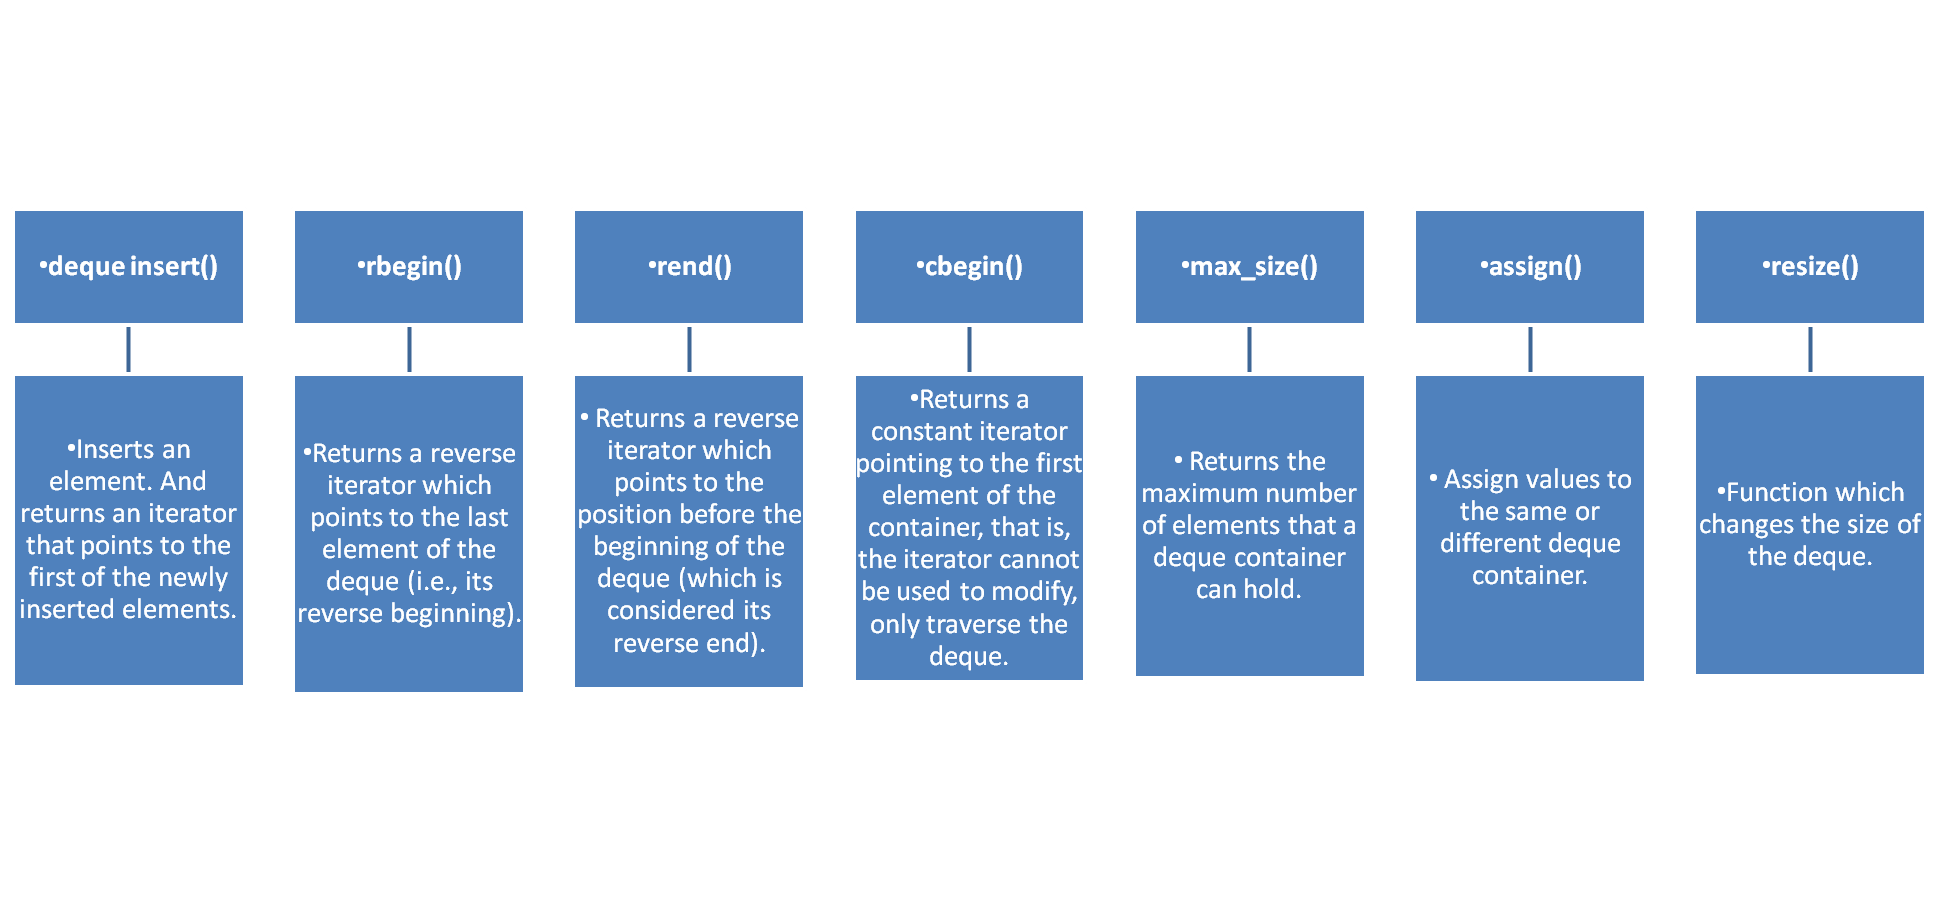 •deque insert()
•rbegin()
•rend()
•cbegin()
•max_size()
•assign()
•resize()
•Inserts an
element. And
returns an iterator
that points to the
first of the newly
inserted elements.
•Returns a reverse
iterator which
points to the last
element of the
deque (i.e., its
reverse beginning).
• Returns a reverse
iterator which
points to the
position before the
beginning of the
deque (which is
considered its
reverse end).
•Returns a
constant iterator
pointing to the first
element of the
container, that is,
the iterator cannot
be used to modify,
only traverse the
deque.
• Returns the
maximum number
of elements that a
deque container
can hold.
• Assign values to
the same or
different deque
container.
•Function which
changes the size of
the deque.